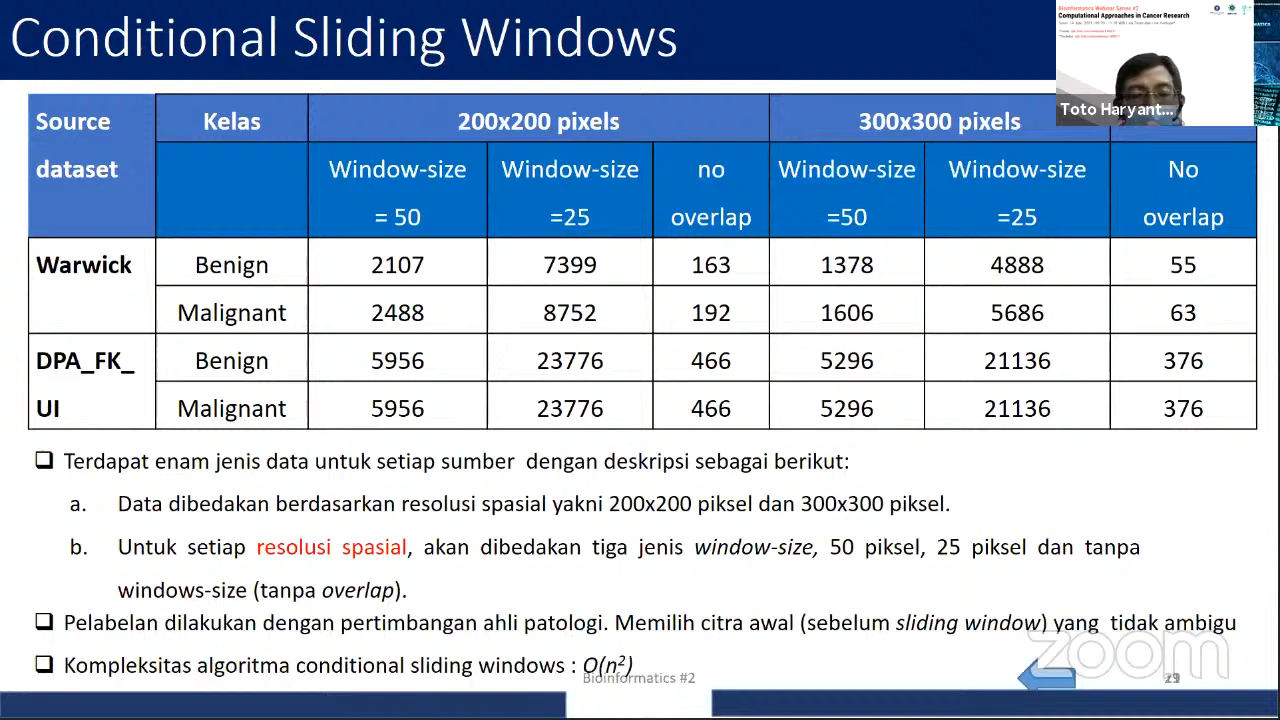 Conditional Sliding Windows
Bioinformatics Webinar Series #2
Computational Approaches in Cancer Research
Toto Haryant...
Source dataset Kelas 200x200 pixels 300x300 pixels
Window-size = 50 Window-size =25 no overlap Window-size =50 Window-size =25 No overlap
Warwick Benign 2107 7399 163 1378 4888 55
Malignant 2488 8752 192 1606 5686 63
DPA_FK_UI Benign 5956 23776 466 5296 21136 376
Malignant 5956 23776 466 5296 21136 376
Terdapat enam jenis data untuk setiap sumber dengan deskripsi sebagai berikut:
a. Data dibedakan berdasarkan resolusi spasial yakni 200x200 piksel dan 300x300 piksel.
b. Untuk setiap resolusi spasial, akan dibedakan tiga jenis window-size, 50 piksel, 25 piksel dan tanpa
windows-size (tanpa overlap).
Pelabelan dilakukan dengan pertimbangan ahli patologi. Memilih citra awal (sebelum sliding window) yang tidak ambigu
Kompleksitas algoritma conditional sliding windows : O(n²)
zoom
Bioinformatics #2